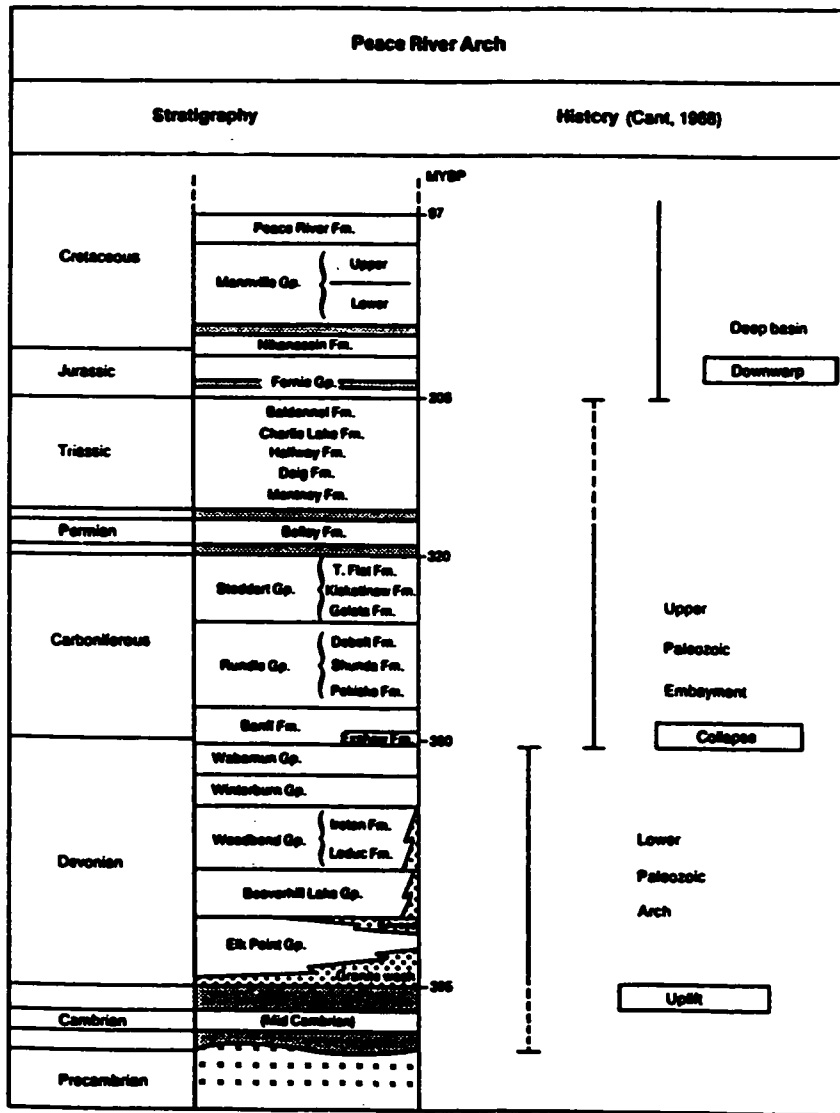 Peace River Arch
Stratigraphy
History (Cant, 1988)
MYBP
97
Peace River Fm.
Cretaceous
Mannville Gp.
Upper
Lower
Nikanassin Fm.
Deep basin
Jurassic
Fernie Gp.
Downwarp
208
Baldonnel Fm.
Charlie Lake Fm.
Triassic
Halfway Fm.
Doig Fm.
Montney Fm.
Permian
Belloy Fm.
320
Stoddart Gp.
T. Flat Fm.
Kiskatinaw Fm.
Golata Fm.
Upper
Carboniferous
Rundle Gp.
Debolt Fm.
Shunda Fm.
Pekisko Fm.
Paleozoic
Embayment
Banff Fm.
Exshaw Fm.
360
Collapse
Wabamun Gp.
Winterburn Gp.
Woodbend Gp.
Ireton Fm.
Leduc Fm.
Lower
Devonian
Paleozoic
Beaverhill Lake Gp.
Arch
Elk Point Gp.
Granite wash
Uplift
Cambrian
(Mid Cambrian)
Precambrian